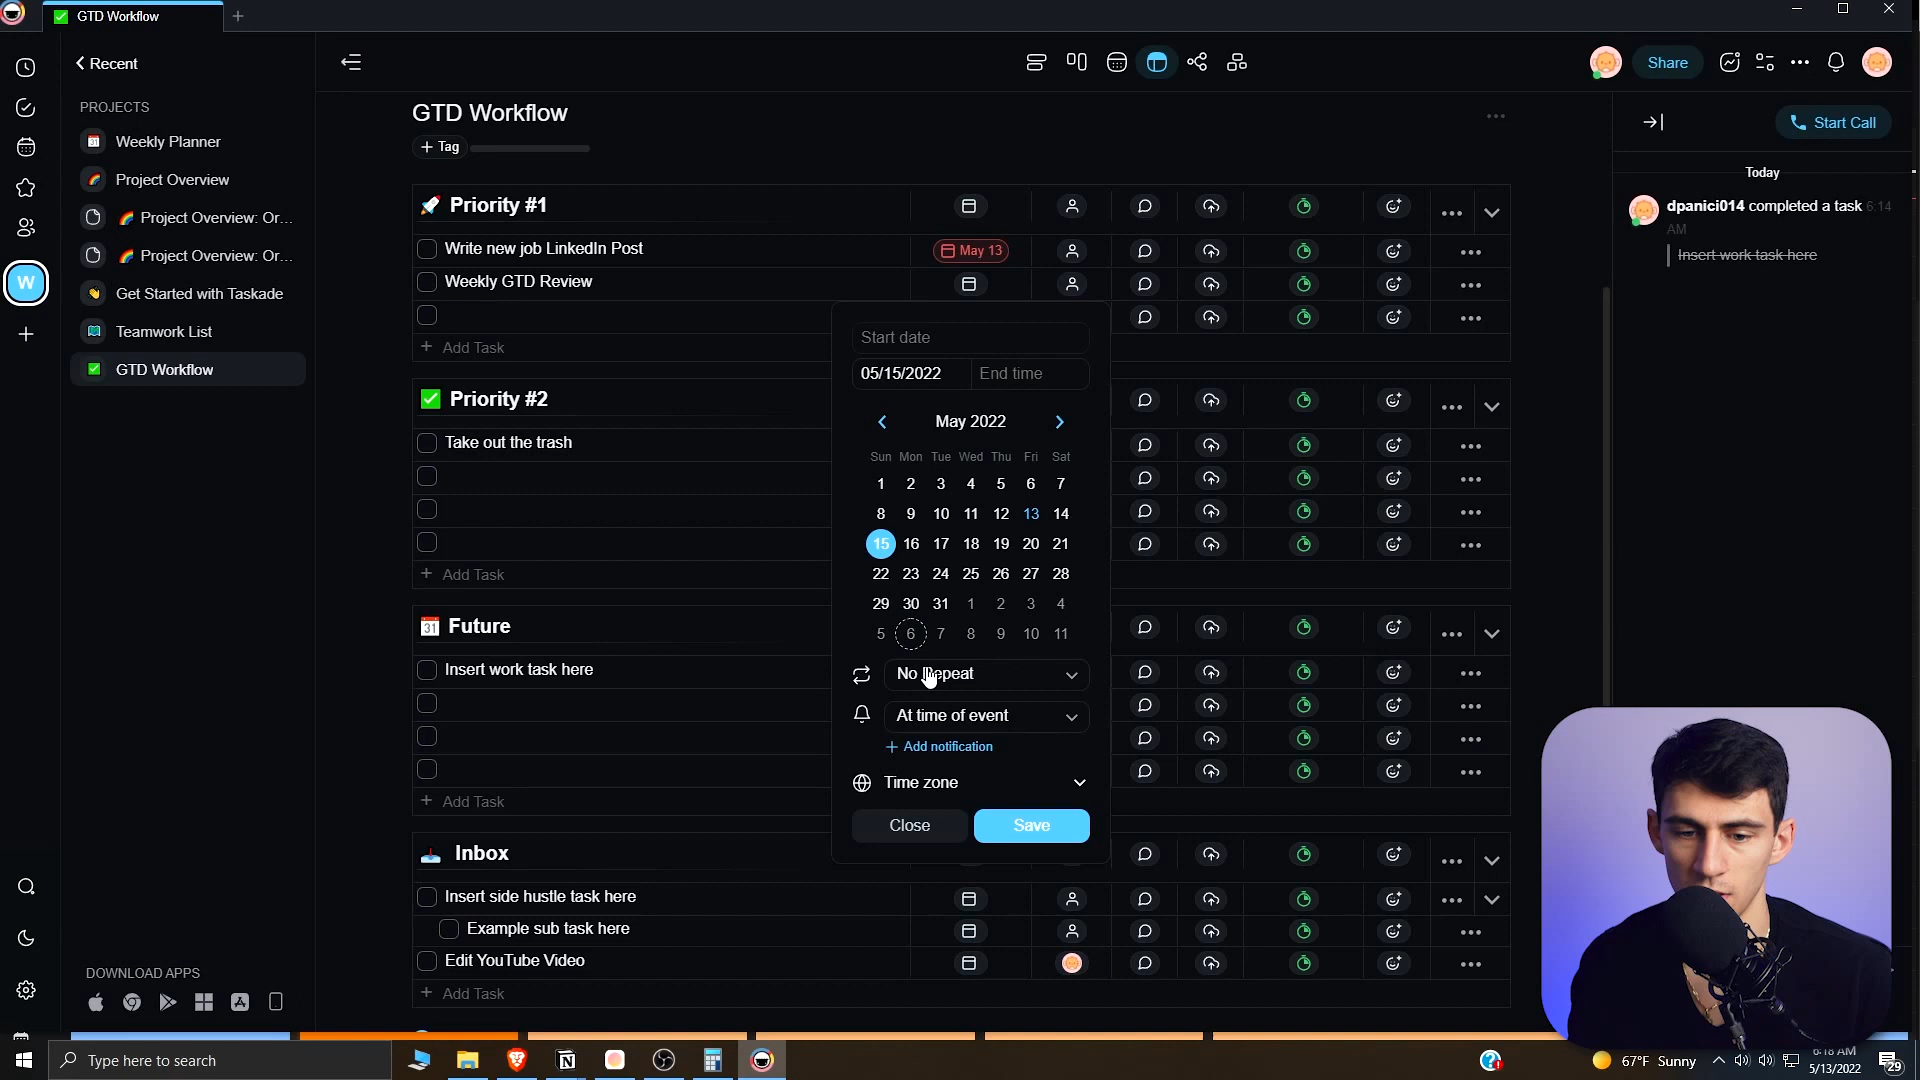 GTD Workflow
Recent
PROJECTS
Weekly Planner
Project Overview
Project Overview: Or...
Project Overview: Or...
Get Started with Taskade
Teamwork List
GTD Workflow
W
DOWNLOAD APPS
Share
GTD Workflow
+ Tag
Priority #1
Write new job LinkedIn Post
May 13
Weekly GTD Review
+ Add Task
Priority #2
Take out the trash
+ Add Task
Future
Insert work task here
+ Add Task
Inbox
Insert side hustle task here
Example sub task here
Edit YouTube Video
+ Add Task
Start date
05/15/2022 End time
May 2022
Sun Mon Tue Wed Thu Fri Sat
1 2 3 4 5 6 7
8 9 10 11 12 13 14
15 16 17 18 19 20 21
22 23 24 25 26 27 28
29 30 31 1 2 3 4
5 6 7 8 9 10 11
No Repeat
At time of event
+ Add notification
Time zone
Close Save
Start Call
Today
dpanici014 completed a task 6:14
AM
Insert work task here
Type here to search
67°F Sunny
6:18 AM
5/13/2022
29